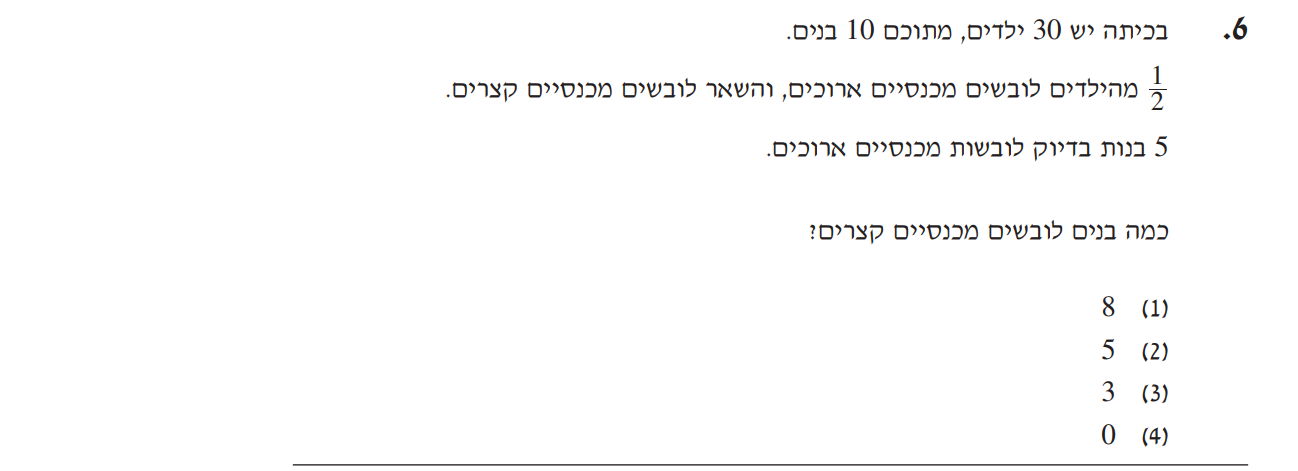 6. בכיתה יש 30 ילדים, מתוכם 10 בנים.
1/2 מהילדים לובשים מכנסיים ארוכים, והשאר לובשים מכנסיים קצרים.
5 בנות בדיוק לובשות מכנסיים ארוכים.
כמה בנים לובשים מכנסיים קצרים?
(1) 8
(2) 5
(3) 3
(4) 0